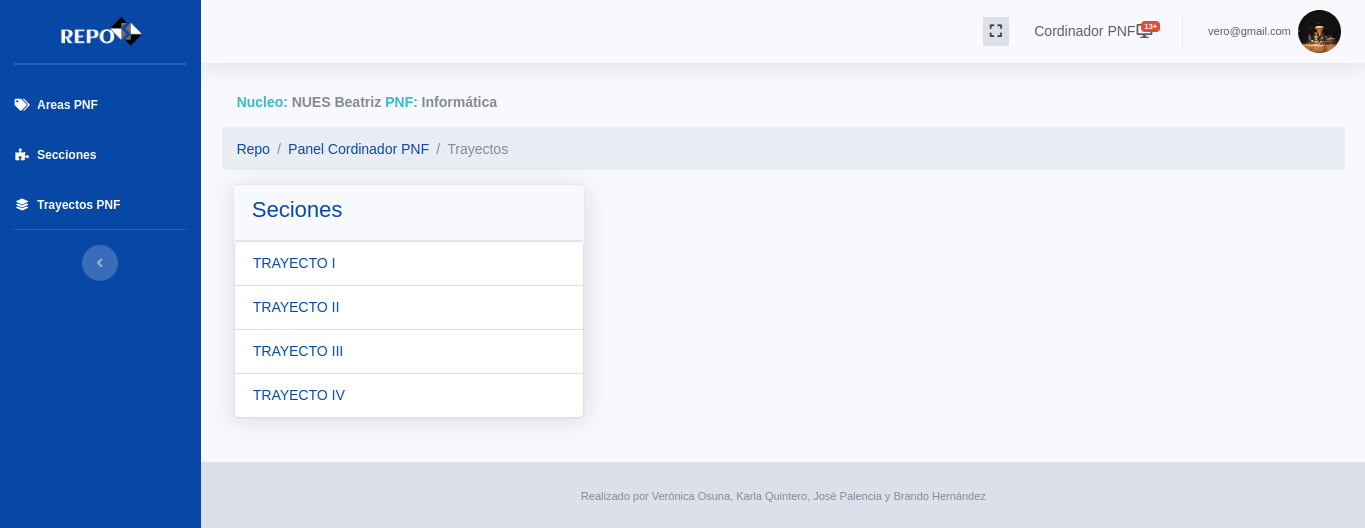 REPO
Areas PNF
Secciones
Trayectos PNF
Cordinador PNF 13+
vero@gmail.com
Nucleo: NUES Beatriz PNF: Informática
Repo / Panel Cordinador PNF / Trayectos
Seciones
TRAYECTO I
TRAYECTO II
TRAYECTO III
TRAYECTO IV
Realizado por Verónica Osuna, Karla Quintero, José Palencia y Brando Hernández